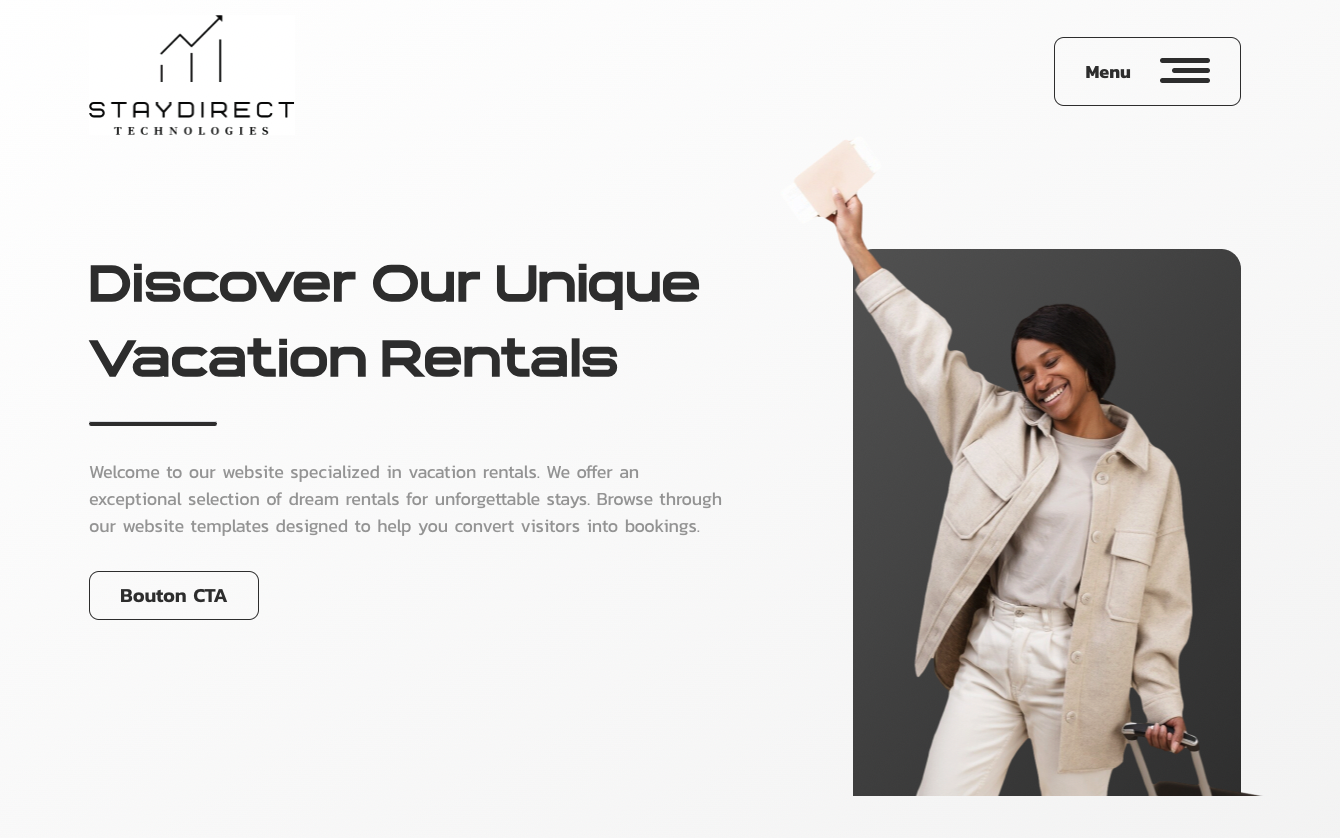 STAYDIRECT
TECHNOLOGIES
Menu
Discover Our Unique
Vacation Rentals
Welcome to our website specialized in vacation rentals. We offer an
exceptional selection of dream rentals for unforgettable stays. Browse through
our website templates designed to help you convert visitors into bookings.
Bouton CTA